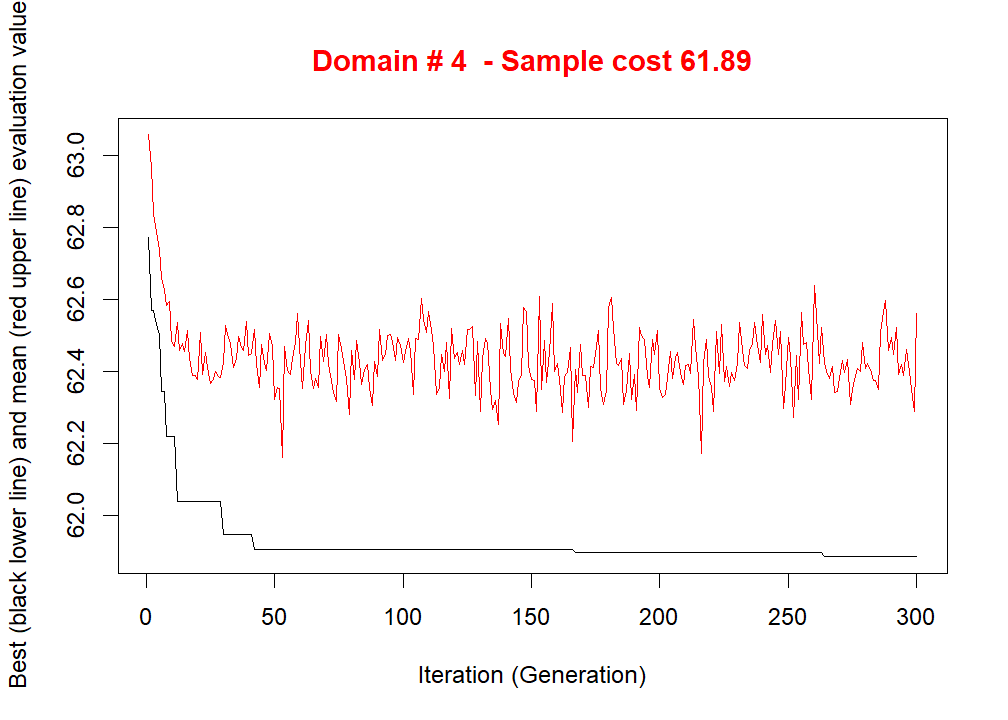 Domain # 4  - Sample cost 61.89
Best (black lower line) and mean (red upper line) evaluation value
63.0
62.8
62.6
62.4
62.2
62.0
0 50 100 150 200 250 300
Iteration (Generation)